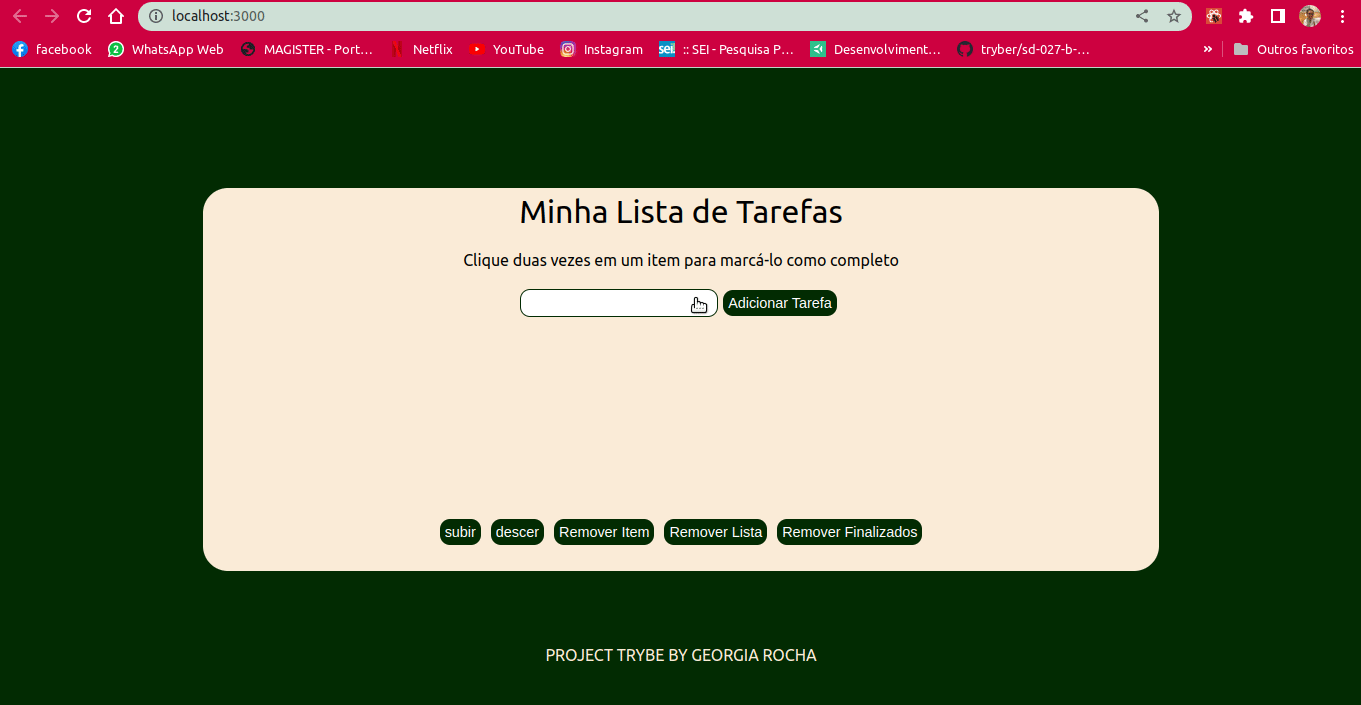 localhost:3000
facebook
2 WhatsApp Web
MAGISTER - Port...
Netflix
YouTube
Instagram
sei. :: SEI - Pesquisa P...
Desenvolviment...
tryber/sd-027-b-...
»
Outros favoritos
Minha Lista de Tarefas
Clique duas vezes em um item para marcá-lo como completo
Adicionar Tarefa
subir descer Remover Item Remover Lista Remover Finalizados
PROJECT TRYBE BY GEORGIA ROCHA